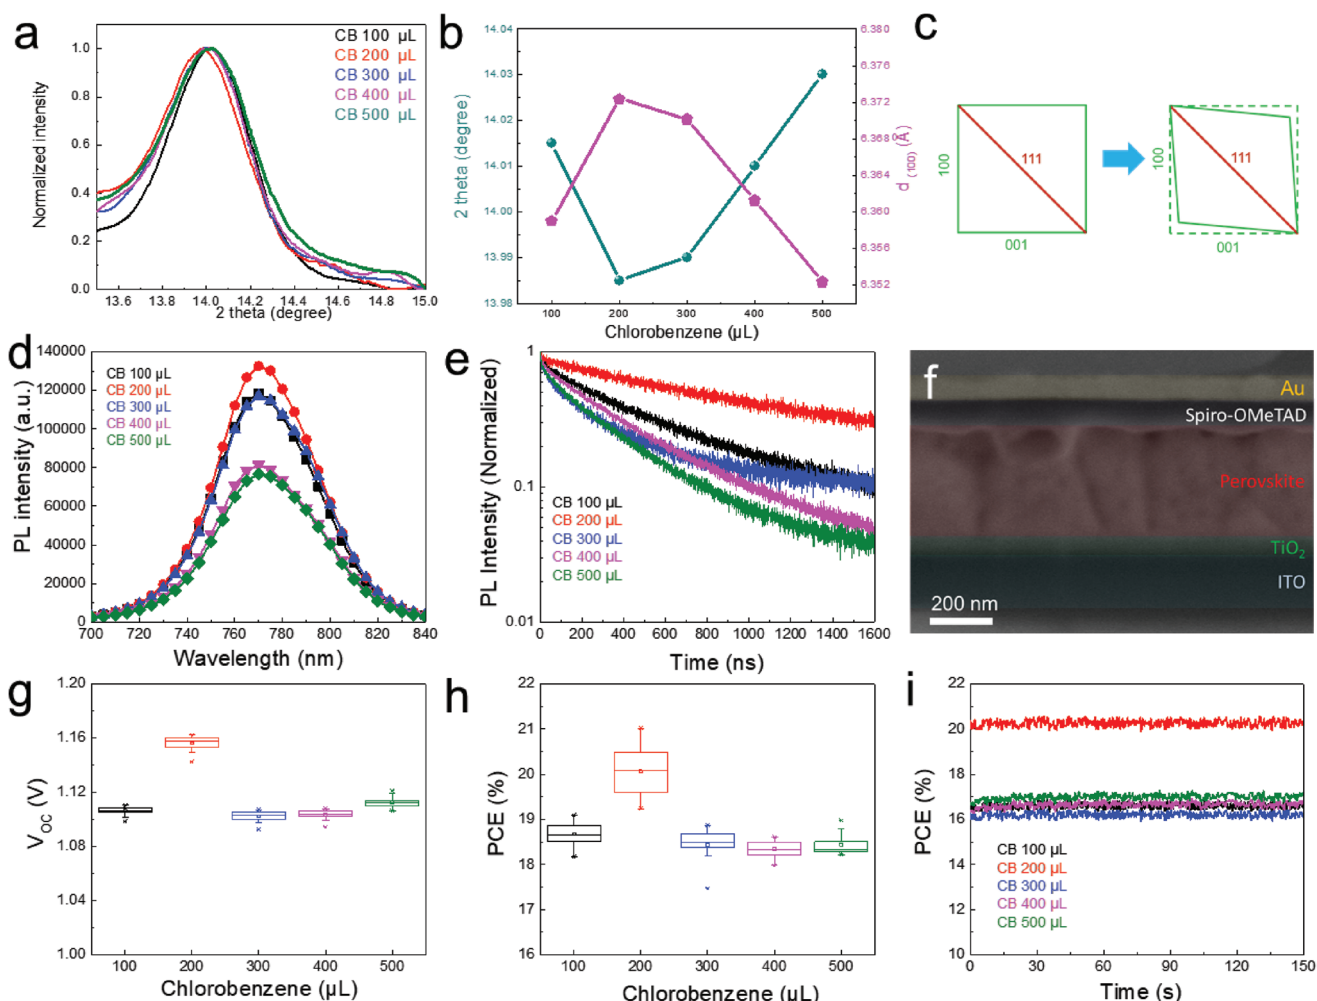 a
CB 100 µL
CB 200 µL
CB 300 µL
CB 400 µL
CB 500 µL
Normalized intensity
1.0
0.8
0.6
0.4
0.2
0.0
13.6 13.8 14.0 14.2 14.4 14.6 14.8 15.0
2 theta (degree)
b
2 theta (degree)
14.04
14.03
14.02
14.01
14.00
13.99
13.98
6.380
6.376
6.372
6.368
6.364
6.360
6.356
6.352
d (100) (Å)
100 200 300 400 500
Chlorobenzene (µL)
c
100
111
001
100
111
001
d
CB 100 µL
CB 200 µL
CB 300 µL
CB 400 µL
CB 500 µL
PL intensity (a.u.)
140000
120000
100000
80000
60000
40000
20000
0
700 720 740 760 780 800 820 840
Wavelength (nm)
e
PL Intensity (Normalized)
1
0.1
0.01
CB 100 µL
CB 200 µL
CB 300 µL
CB 400 µL
CB 500 µL
0 200 400 600 800 1000 1200 1400 1600
Time (ns)
f
Au
Spiro-OMeTAD
Perovskite
TiO2
ITO
200 nm
g
VOC (V)
1.20
1.16
1.12
1.08
1.04
1.00
100 200 300 400 500
Chlorobenzene (µL)
h
PCE (%)
22
21
20
19
18
17
16
100 200 300 400 500
Chlorobenzene (µL)
i
PCE (%)
22
20
18
16
14
12
10
CB 100 µL
CB 200 µL
CB 300 µL
CB 400 µL
CB 500 µL
0 30 60 90 120 150
Time (s)